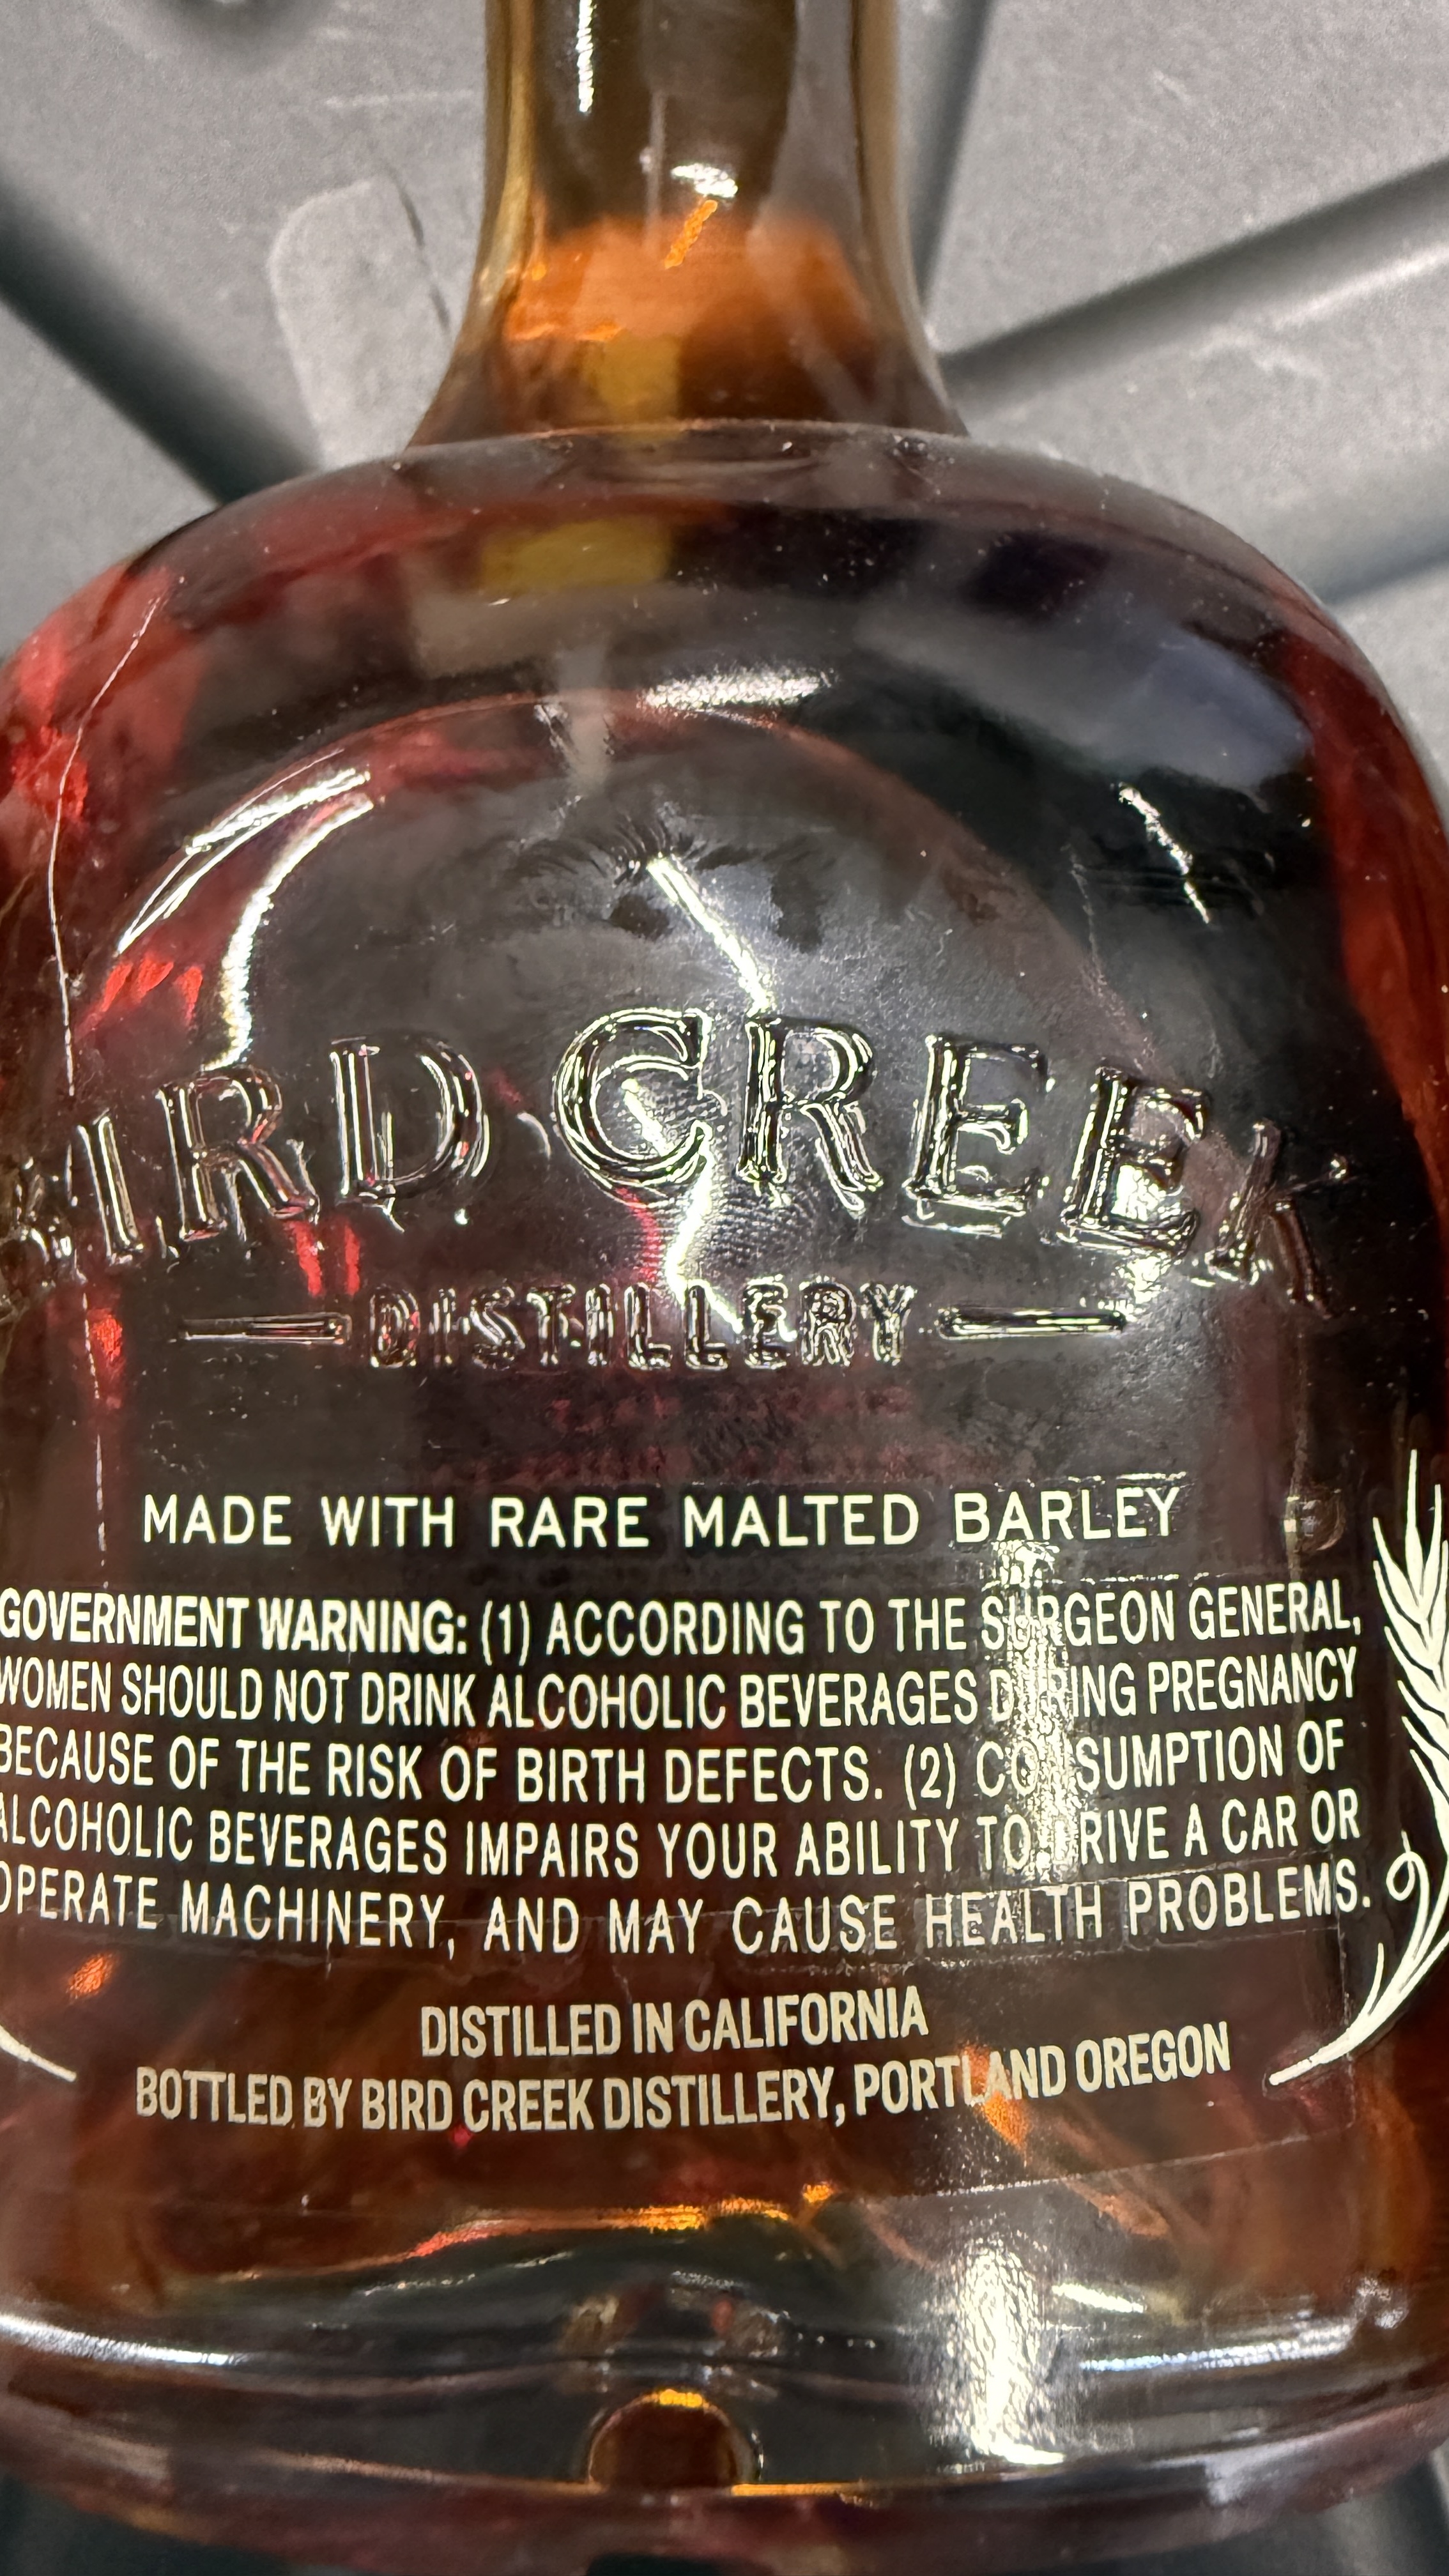 BIRD CREEK
DISTILLERY
MADE WITH RARE MALTED BARLEY
GOVERNMENT WARNING: (1) ACCORDING TO THE SURGEON GENERAL,
WOMEN SHOULD NOT DRINK ALCOHOLIC BEVERAGES DURING PREGNANCY
BECAUSE OF THE RISK OF BIRTH DEFECTS. (2) CONSUMPTION OF
ALCOHOLIC BEVERAGES IMPAIRS YOUR ABILITY TO DRIVE A CAR OR
OPERATE MACHINERY, AND MAY CAUSE HEALTH PROBLEMS.
DISTILLED IN CALIFORNIA
BOTTLED BY BIRD CREEK DISTILLERY, PORTLAND OREGON